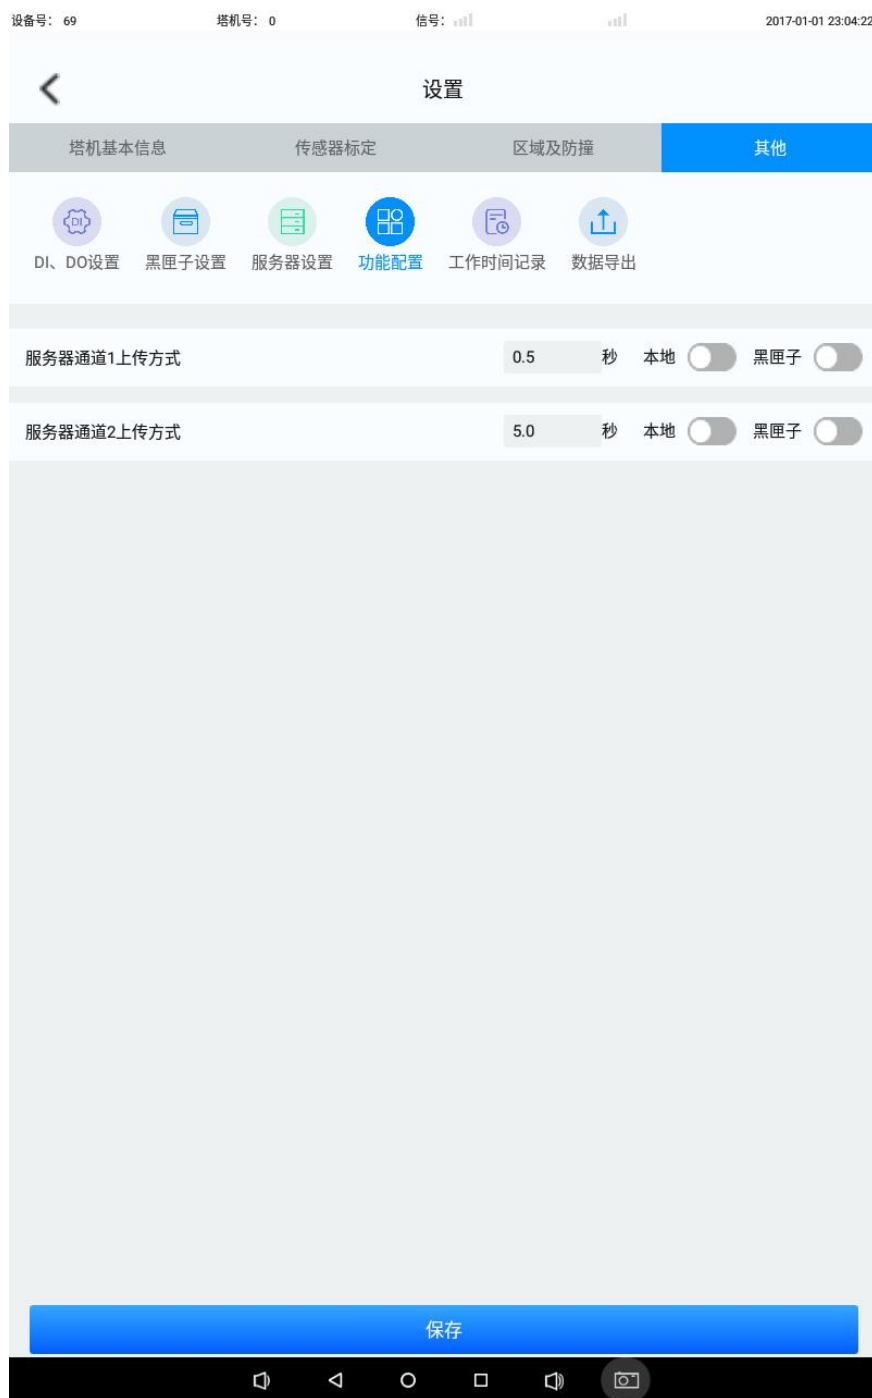 设备号: 69 塔机号: 0 信号: 2017-01-01 23:04:22
设置
塔机基本信息 传感器标定 区域及防撞 其他
DI
DI、DO设置 黑匣子设置 服务器设置 功能配置 工作时间记录 数据导出
服务器通道1上传方式 0.5 秒 本地 黑匣子
服务器通道2上传方式 5.0 秒 本地 黑匣子
保存